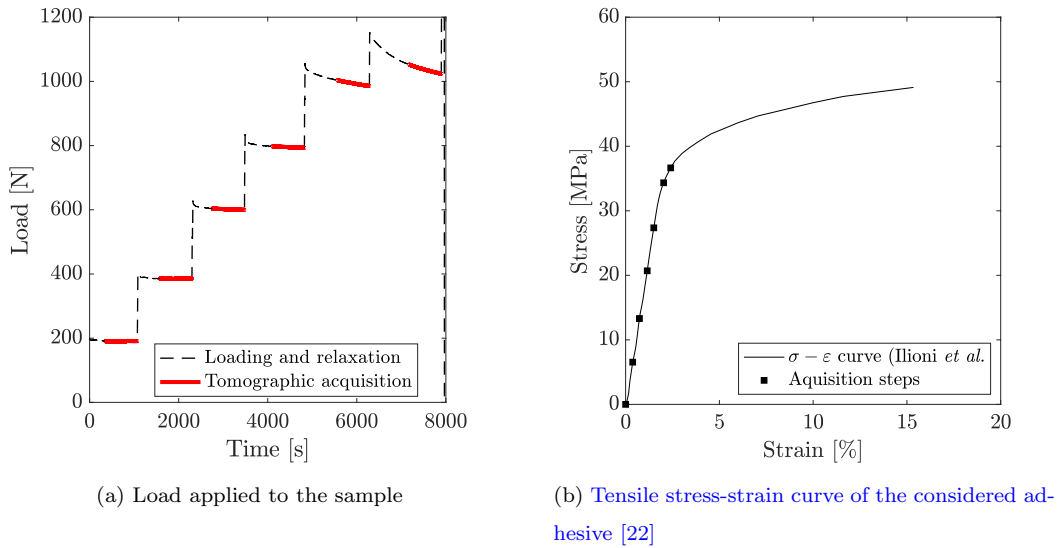 1200
1000
800
600
400
200
0
Load [N]
Loading and relaxation
Tomographic acquisition
0
2000
4000
6000
8000
Time [s]
(a) Load applied to the sample
60
50
40
30
20
10
0
Stress [MPa]
σ − ε curve (Ilioni et al.
Aquisition steps
0
5
10
15
20
Strain [%]
(b) Tensile stress-strain curve of the considered ad-
hesive [22]